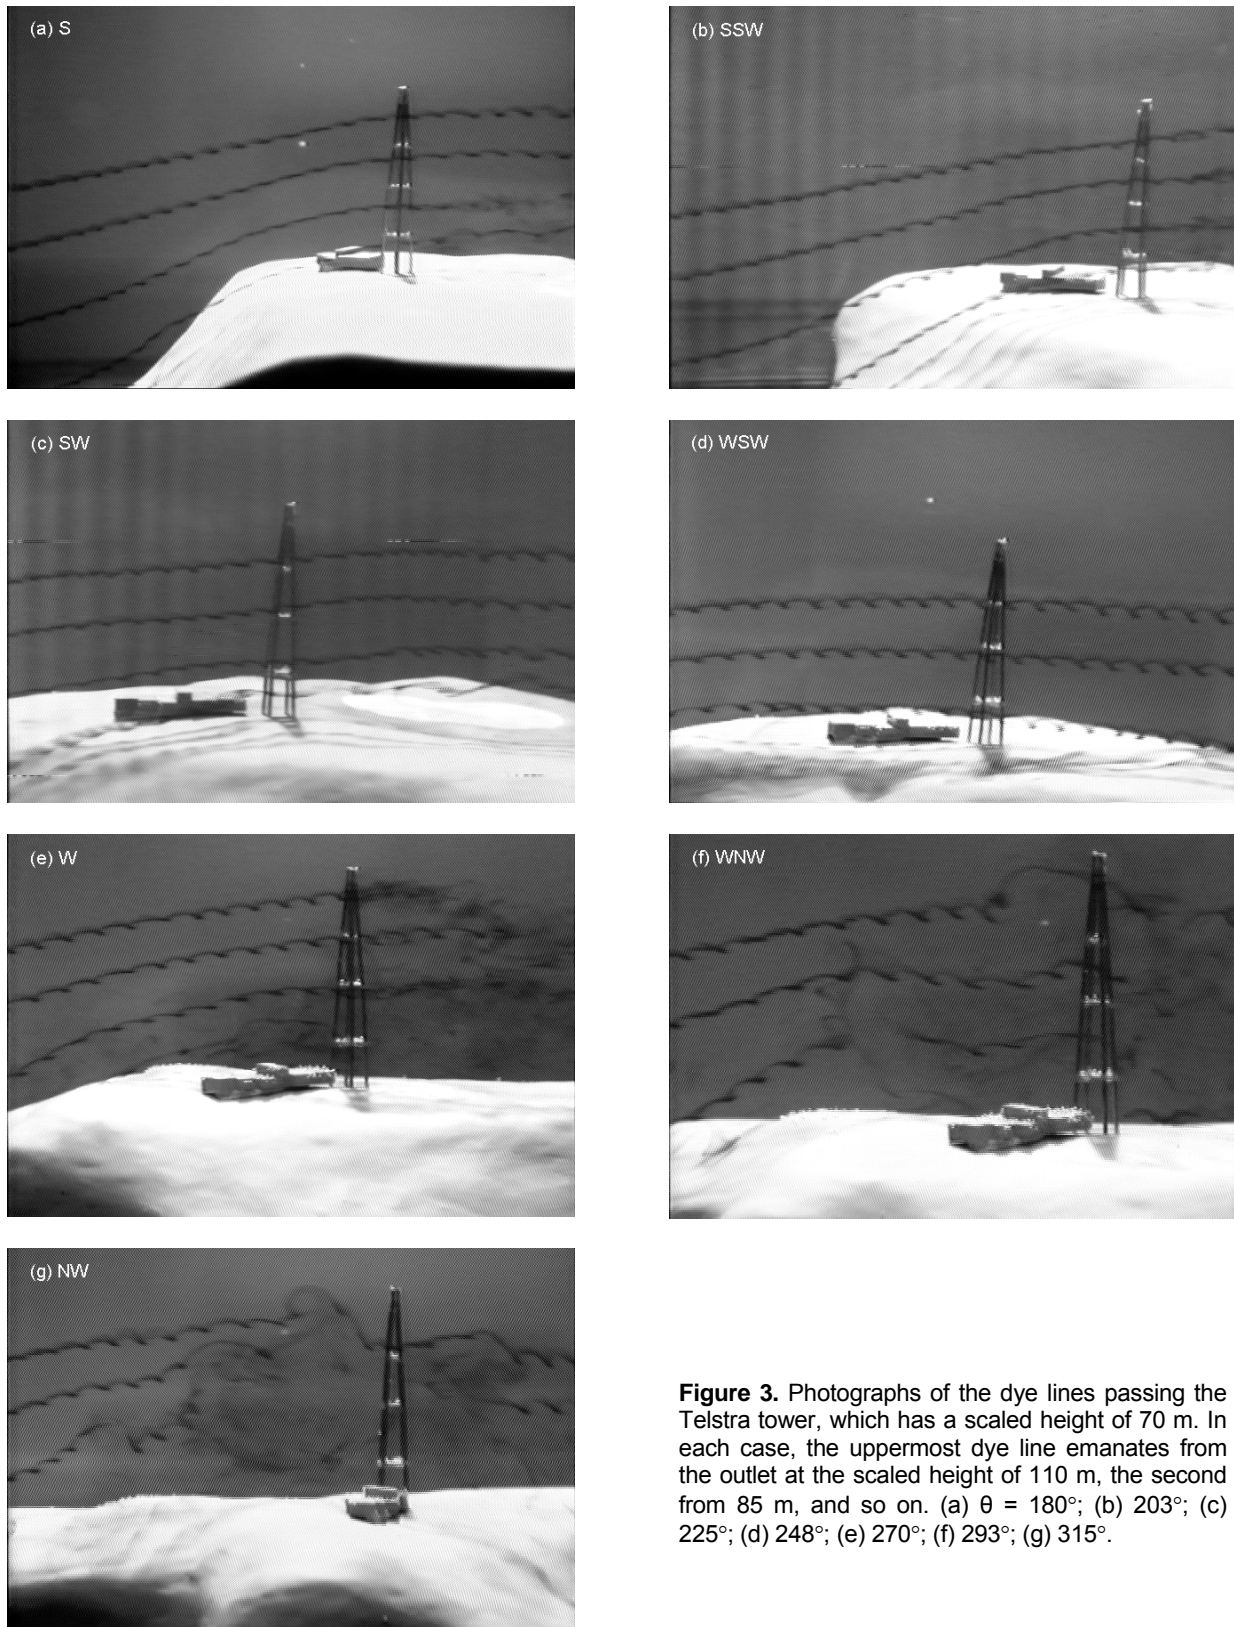 (a) S
(b) SSW
(c) SW
(d) WSW
(e) W
(f) WNW
(g) NW
Figure 3. Photographs of the dye lines passing the
Telstra tower, which has a scaled height of 70 m. In
each case, the uppermost dye line emanates from
the outlet at the scaled height of 110 m, the second
from 85 m, and so on. (a) θ = 180°; (b) 203°; (c)
225°; (d) 248°; (e) 270°; (f) 293°; (g) 315°.